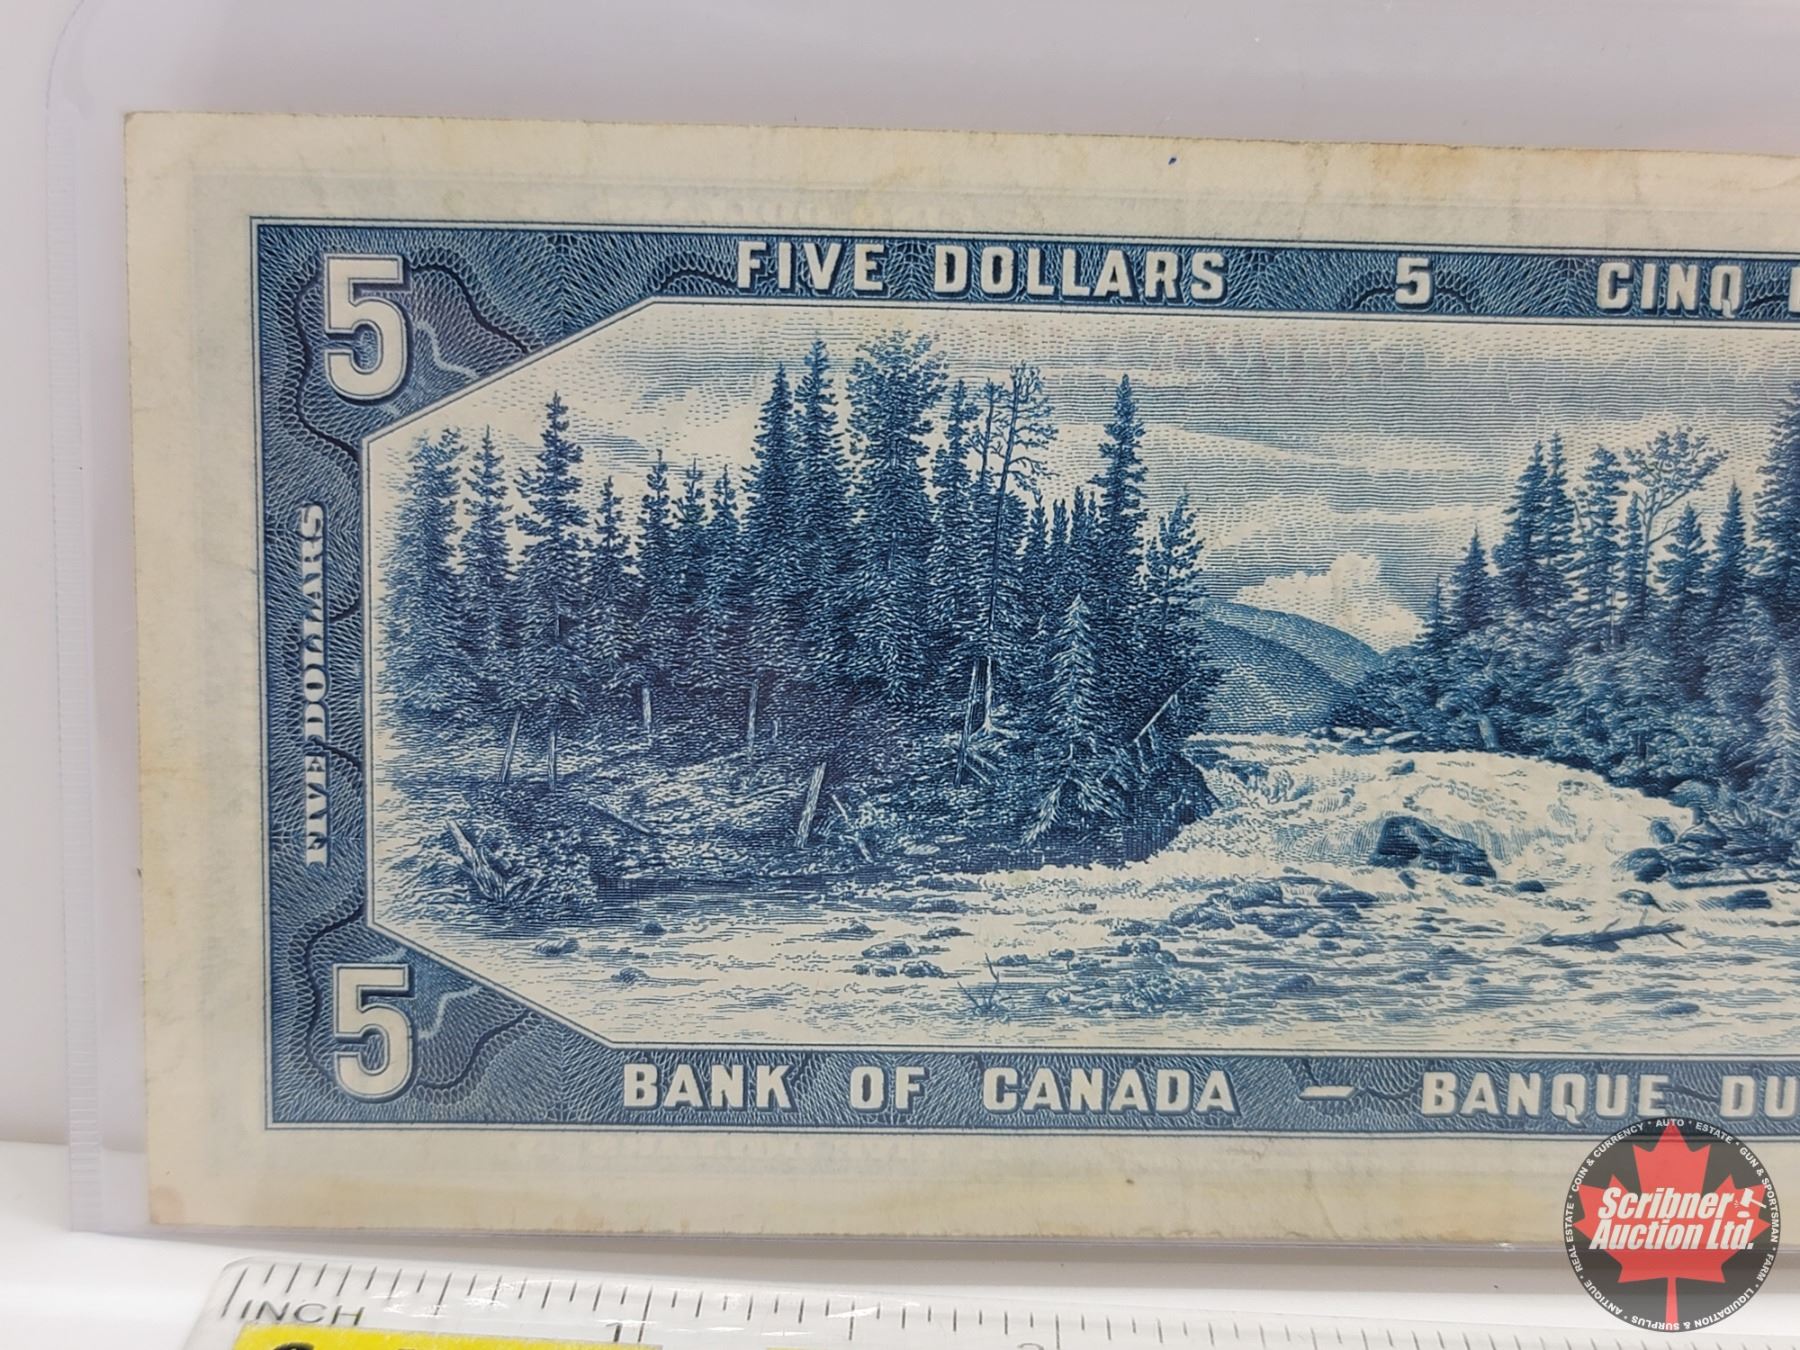 FIVE DOLLARS 5 CINQ
5
FIVE DOLLARS
5
BANK OF CANADA – BANQUE DU
COIN & CURRENCY * AUTO * ESTATE * GUN & SPORTSMAN * FARM * LIQUIDATION & SURPLUS * ANTIQUE * REAL ESTATE *
Scribner
Auction Ltd.
INCH
1
2